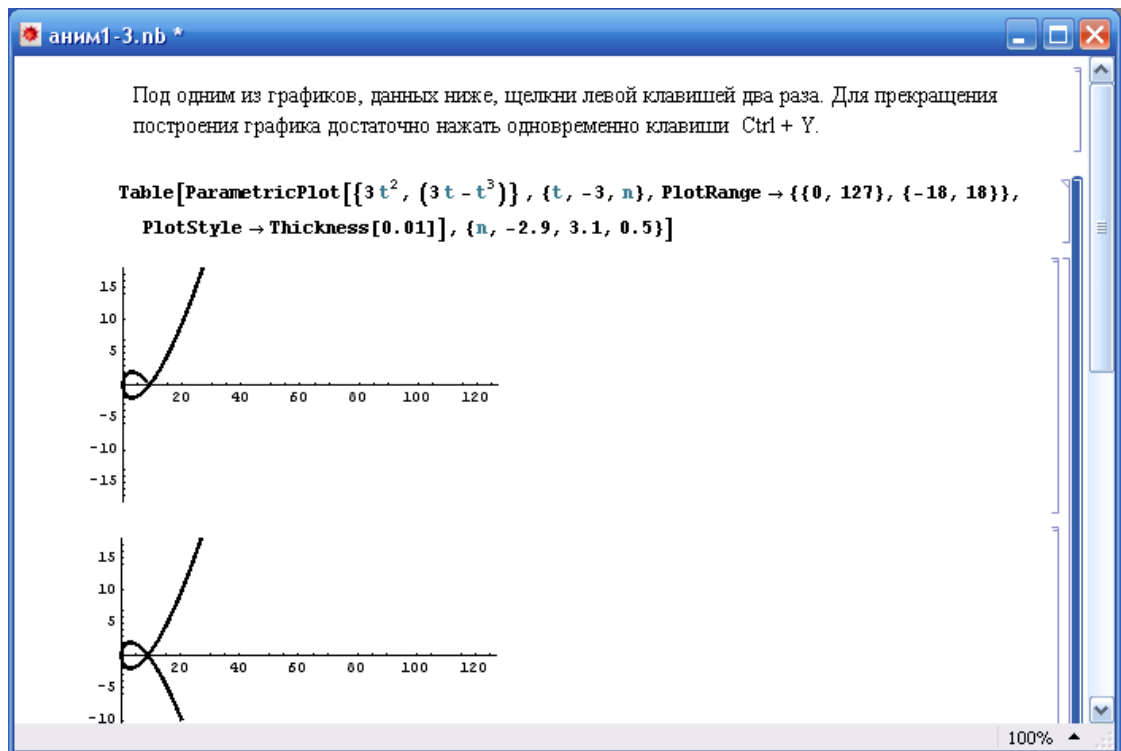 аним1-3.nb *
Под одним из графиков, данных ниже, щелкни левой клавишей два раза. Для прекращения
построения графика достаточно нажать одновременно клавиши Ctrl + Y.
Table[ParametricPlot[{3 t², (3 t - t³)} , {t, -3, n}, PlotRange → {{0, 127}, {-18, 18}},
PlotStyle → Thickness[0.01]], {n, -2.9, 3.1, 0.5}]
15
10
5
20 40 60 80 100 120
-5
-10
-15
15
10
5
20 40 60 80 100 120
-5
-10
100%